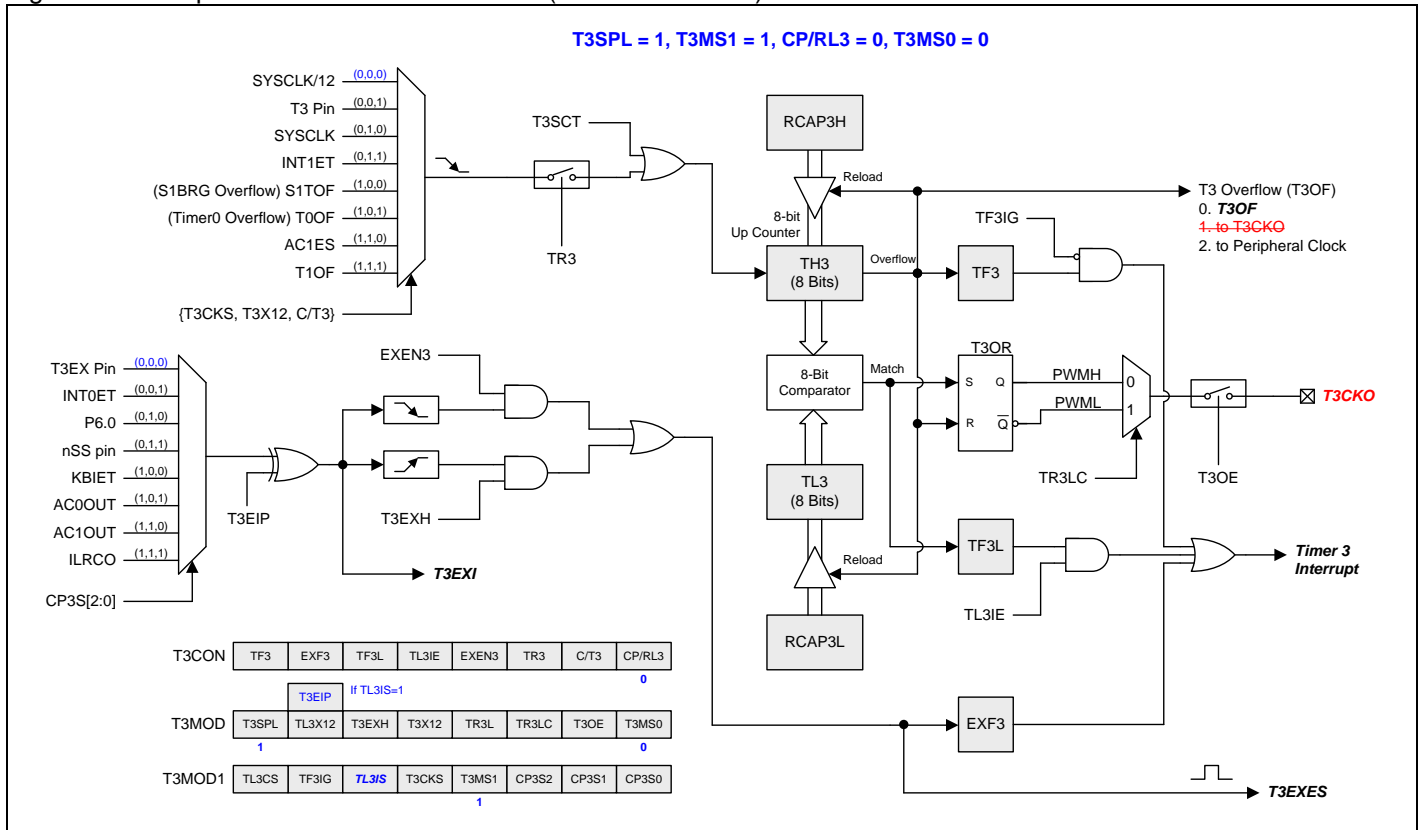 T3SPL = 1, T3MS1 = 1, CP/RL3 = 0, T3MS0 = 0
SYSCLK/12 (0,0,0)
T3 Pin (0,0,1)
SYSCLK (0,1,0)
INT1ET (0,1,1)
(S1BRG Overflow) S1TOF (1,0,0)
(Timer0 Overflow) T0OF (1,0,1)
AC1ES (1,1,0)
T1OF (1,1,1)
{T3CKS, T3X12, C/T3}
TR3
T3SCT
RCAP3H
Reload
8-bit
Up Counter
TH3
(8 Bits)
Overflow
T3 Overflow (T3OF)
0. T3OF
1. to T3CKO
2. to Peripheral Clock
TF3IG
TF3
T3EX Pin (0,0,0)
INT0ET (0,0,1)
P6.0 (0,1,0)
nSS pin (0,1,1)
KBIET (1,0,0)
AC0OUT (1,0,1)
AC1OUT (1,1,0)
ILRCO (1,1,1)
CP3S[2:0]
T3EIP
EXEN3
T3EXH
T3EXI
8-Bit
Comparator
Match
T3OR
S Q
R Q
PWMH
PWML
0
1
TR3LC
T3OE
T3CKO
TL3
(8 Bits)
Reload
RCAP3L
TF3L
TL3IE
Timer 3
Interrupt
EXF3
T3EXES
T3CON TF3 EXF3 TF3L TL3IE EXEN3 TR3 C/T3 CP/RL3
0
T3EIP If TL3IS=1
T3MOD T3SPL TL3X12 T3EXH T3X12 TR3L TR3LC T3OE T3MS0
1 0
T3MOD1 TL3CS TF3IG TL3IS T3CKS T3MS1 CP3S2 CP3S1 CP3S0
1